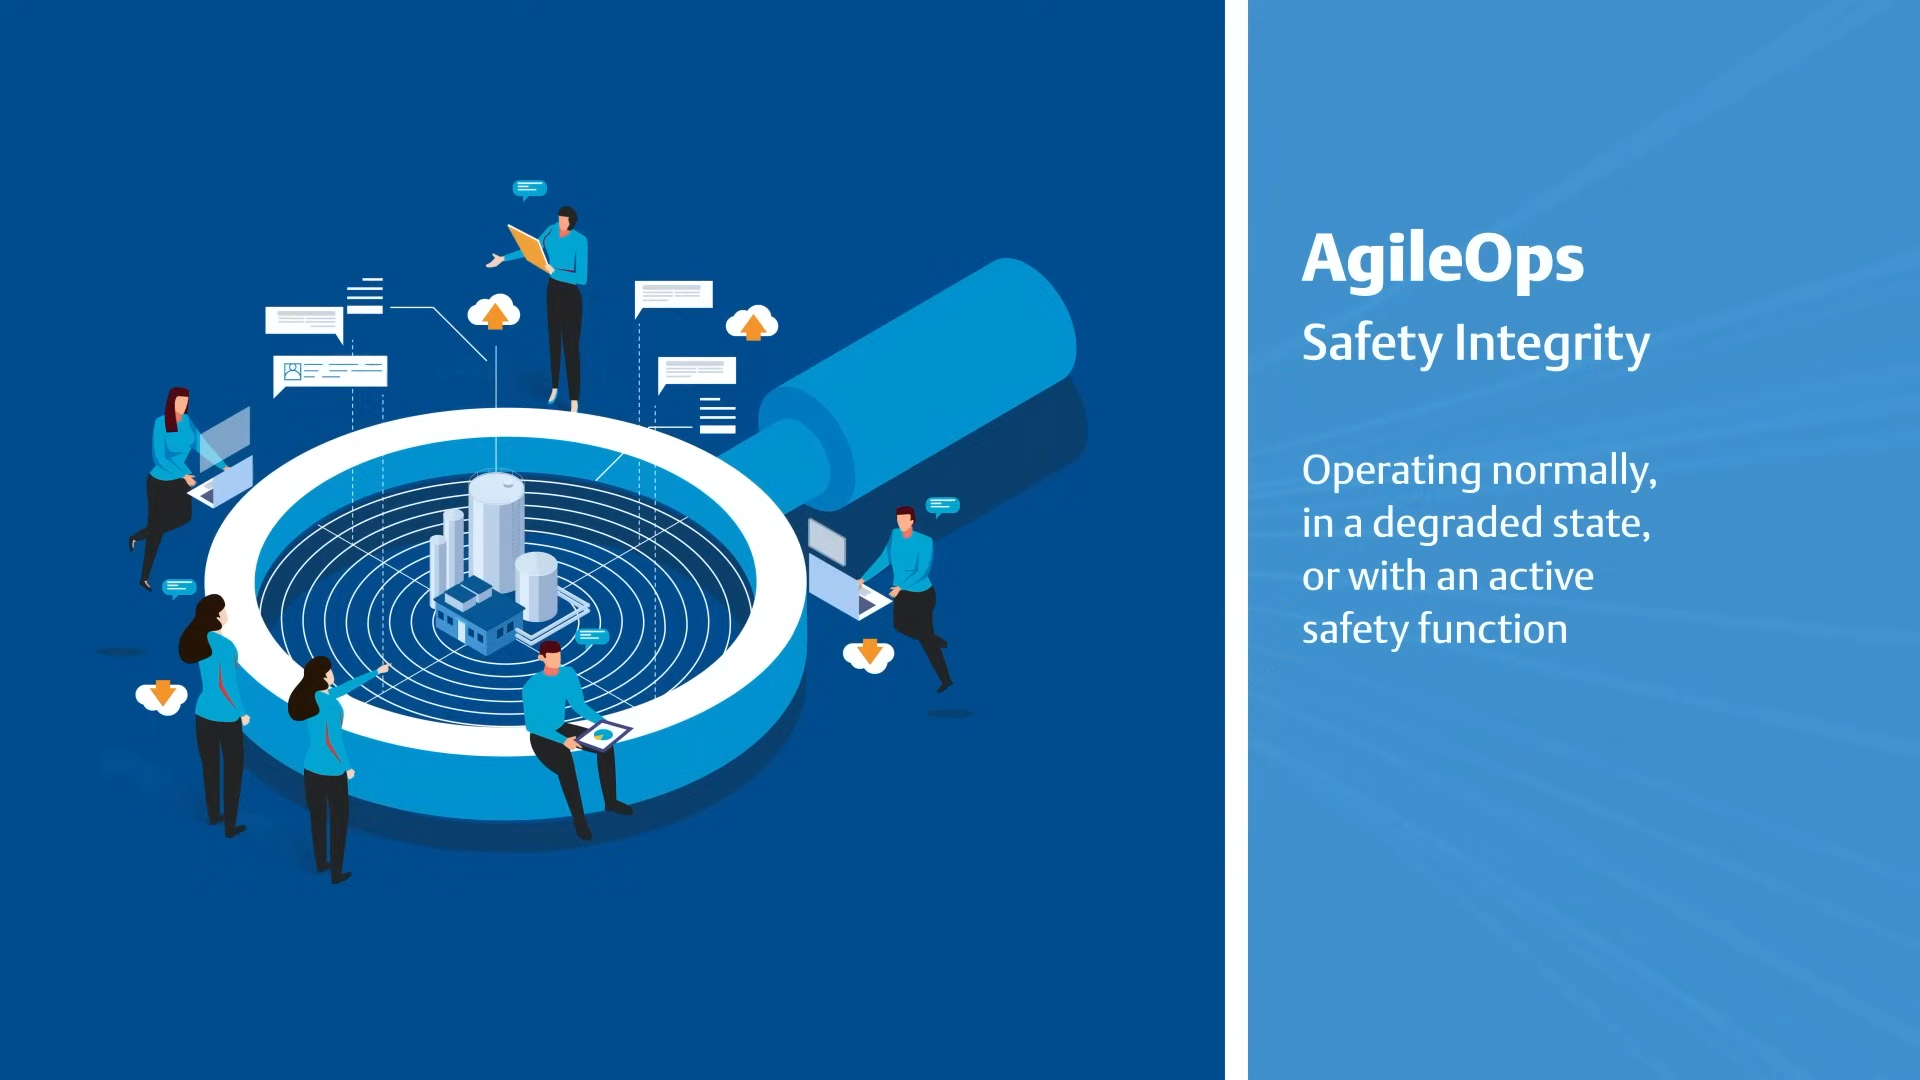 AgileOps
Safety Integrity
Operating normally,
in a degraded state,
or with an active
safety function